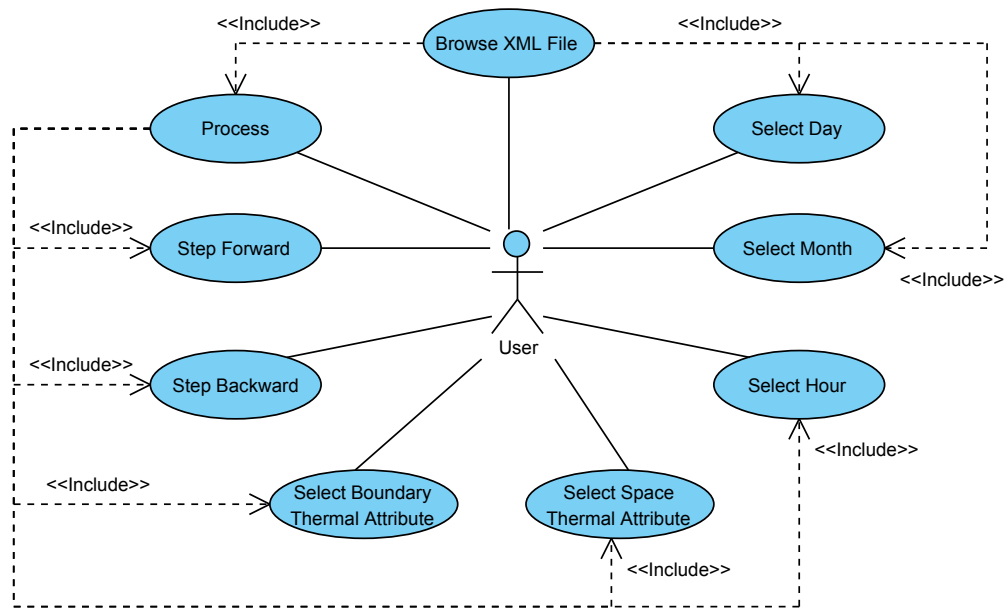 <<Include>>
Browse XML File
<<Include>>
Process
Select Day
<<Include>>
Step Forward
Select Month
<<Include>>
User
<<Include>>
Step Backward
Select Hour
<<Include>>
<<Include>>
Select Boundary
Thermal Attribute
Select Space
Thermal Attribute
<<Include>>